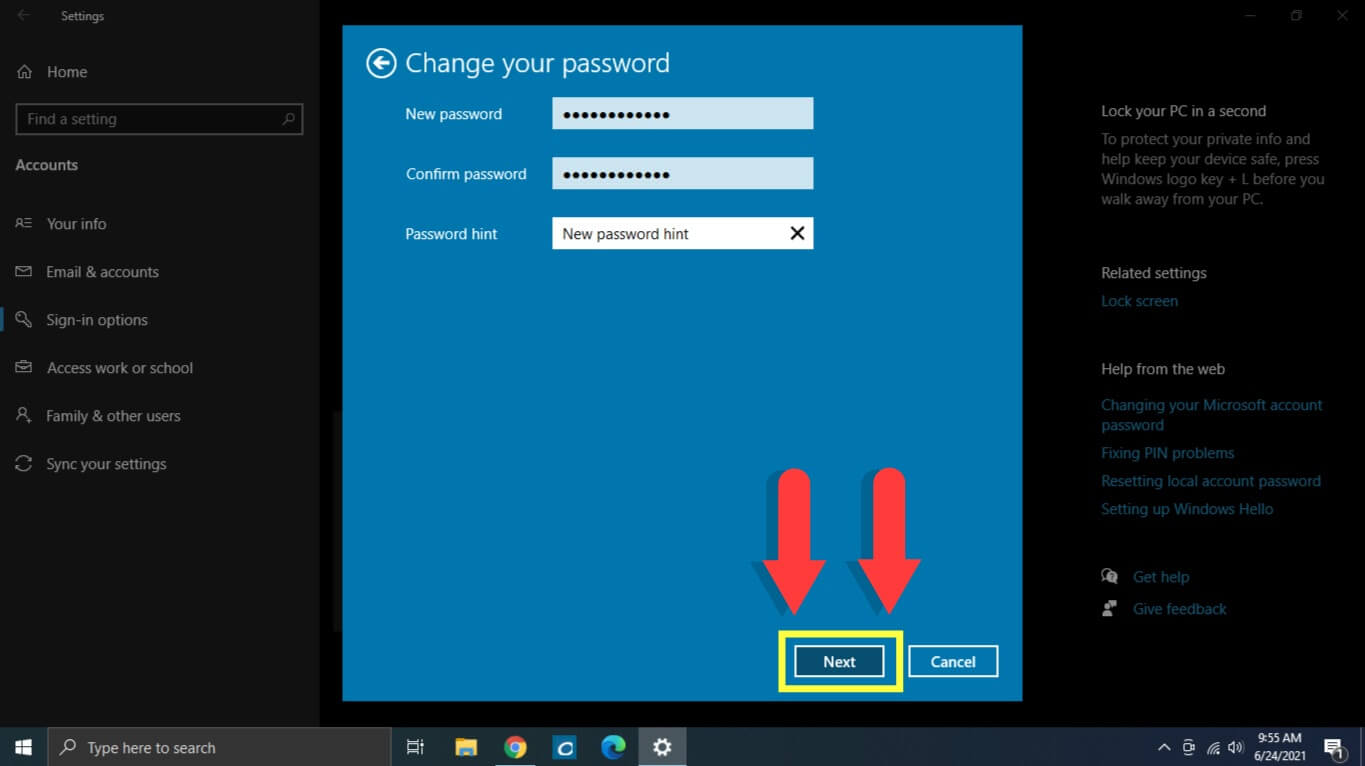 Settings
Home
Find a setting
Accounts
Your info
Email & accounts
Sign-in options
Access work or school
Family & other users
Sync your settings
Change your password
New password
Confirm password
Password hint
New password hint
Next
Cancel
Lock your PC in a second
To protect your private info and
help keep your device safe, press
Windows logo key + L before you
walk away from your PC.
Related settings
Lock screen
Help from the web
Changing your Microsoft account
password
Fixing PIN problems
Resetting local account password
Setting up Windows Hello
Get help
Give feedback
Type here to search
9:55 AM
6/24/2021
1